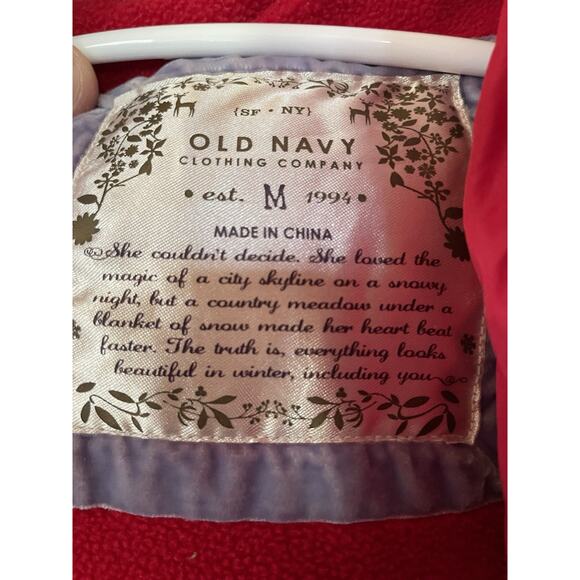 {SF • NY}
OLD NAVY
CLOTHING COMPANY
• est. M 1994 •
MADE IN CHINA
She couldn't decide. She loved the
magic of a city skyline on a snowy
night, but a country meadow under a
blanket of snow made her heart beat
faster. The truth is, everything looks
beautiful in winter, including you